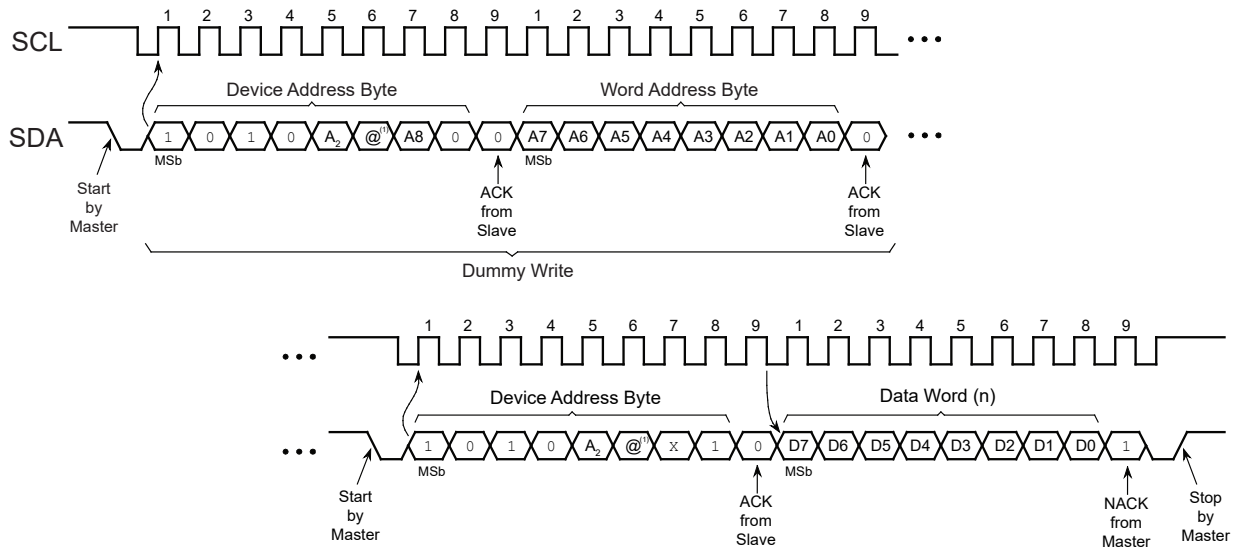 1 2 3 4 5 6 7 8 9 1 2 3 4 5 6 7 8 9
SCL
Device Address Byte Word Address Byte
SDA 1 0 1 0 A2 @(1) A8 0 0 A7 A6 A5 A4 A3 A2 A1 A0 0
MSb MSb
Start by Master
ACK from Slave
ACK from Slave
Dummy Write
1 2 3 4 5 6 7 8 9 1 2 3 4 5 6 7 8 9
Device Address Byte Data Word (n)
1 0 1 0 A2 @(1) X 1 0 D7 D6 D5 D4 D3 D2 D1 D0 1
MSb MSb
Start by Master
ACK from Slave
NACK from Master
Stop by Master